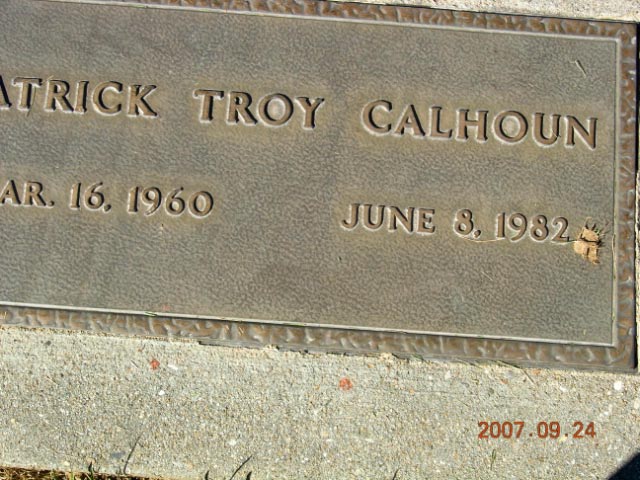 ATRICK TROY CALHOUN
AR. 16, 1960 JUNE 8, 1982
2007.09.24